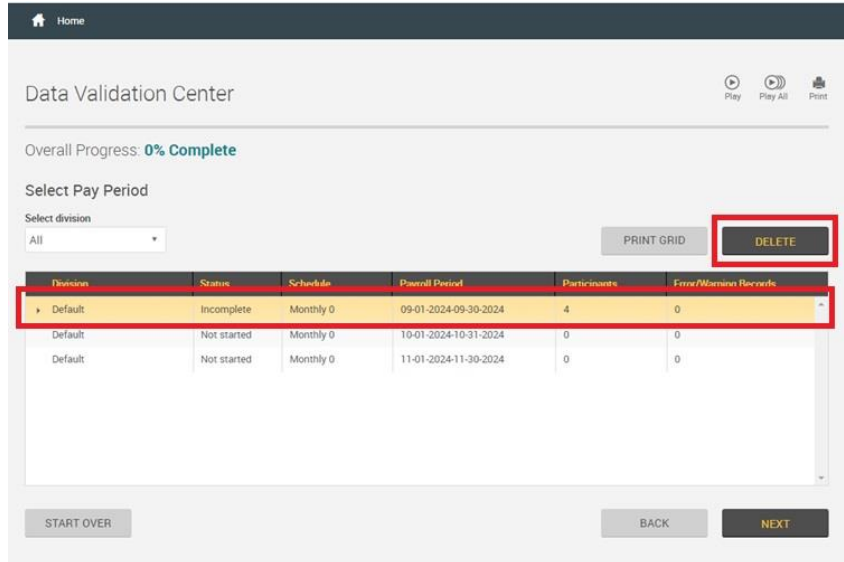 Home
Data Validation Center
Play Play All Print
Overall Progress: 0% Complete
Select Pay Period
Select division
All
PRINT GRID DELETE
Division Status Schedule Payroll Period Participants Error/Warning Records
Default Incomplete Monthly 0 09-01-2024-09-30-2024 4 0
Default Not started Monthly 0 10-01-2024-10-31-2024 0 0
Default Not started Monthly 0 11-01-2024-11-30-2024 0 0
START OVER BACK NEXT